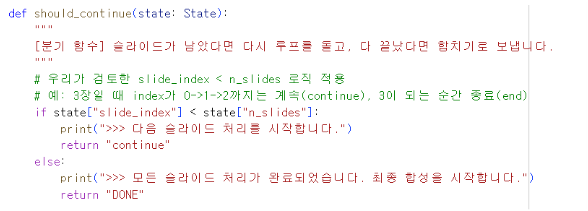 def should_continue(state: State):
    """
    [분기 함수] 슬라이드가 남았다면 다시 루프를 돌고, 다 끝났다면 합치기로 보냅니다.
    """
    # 우리가 검토한 slide_index < n_slides 로직 적용
    # 예: 3장일 때 index가 0->1->2까지는 계속(continue), 3이 되는 순간 종료(end)
    if state["slide_index"] < state["n_slides"]:
        print(">>> 다음 슬라이드 처리를 시작합니다.")
        return "continue"
    else:
        print(">>> 모든 슬라이드 처리가 완료되었습니다. 최종 합성을 시작합니다.")
        return "DONE"